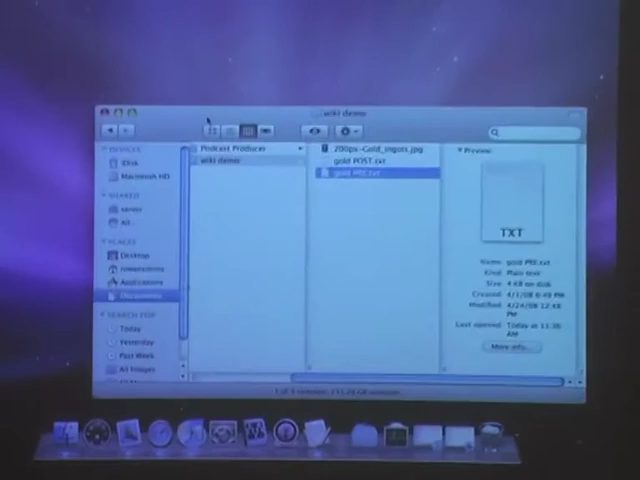 wiki demo
DEVICES
iDisk
Macintosh HD
SHARED
server
All
PLACES
Desktop
Applications
Documents
SEARCH FOR
Today
Yesterday
Past Week
All Images
Podcast Producer
wiki demo
200px-Gold_ingots.jpg
gold POST.txt
gold PRE.txt
Preview:
TXT
Name gold PRE.txt
Kind Plain text
Size 4 KB on disk
Created 4/1/08 6:49 PM
Modified 4/24/08 12:48
PM
Last opened Today at 11:36
AM
More info...